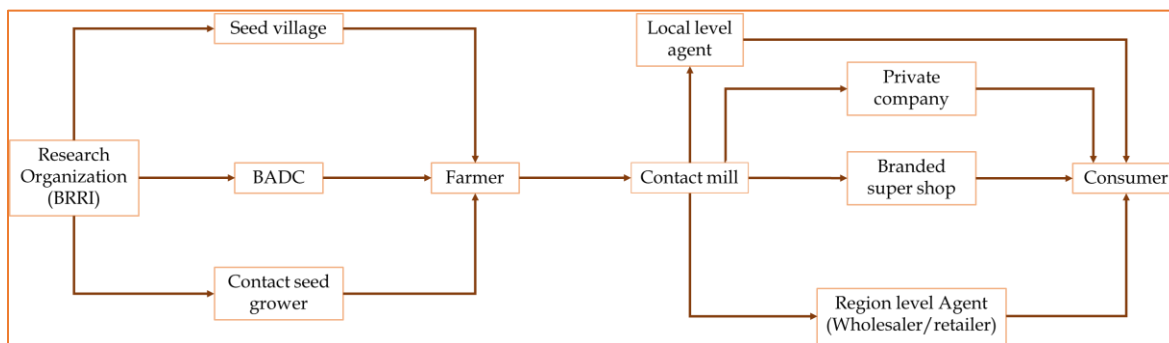 Seed village
Research
Organization
(BRRI)
BADC
Contact seed
grower
Farmer
Contact mill
Local level
agent
Private
company
Branded
super shop
Region level Agent
(Wholesaler/retailer)
Consumer